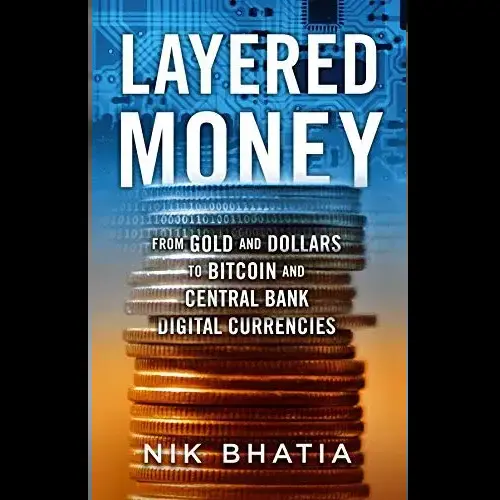 LAYERED
MONEY
FROM GOLD AND DOLLARS
TO BITCOIN AND
CENTRAL BANK
DIGITAL CURRENCIES
NIK BHATIA